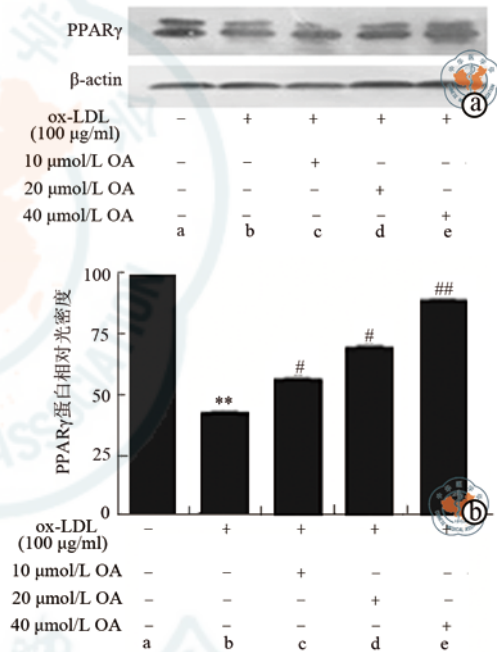 PPARγ
β-actin
ⓐ
ox-LDL − + + + +
(100 μg/ml)
10 μmol/L OA − − + − −
20 μmol/L OA − − − + −
40 μmol/L OA − − − − +
a b c d e
100
75
50
25
0
PPARγ蛋白相对光密度
** # # ##
ⓑ
ox-LDL − + + + +
(100 μg/ml)
10 μmol/L OA − − + − −
20 μmol/L OA − − − + −
40 μmol/L OA − − − − +
a b c d e